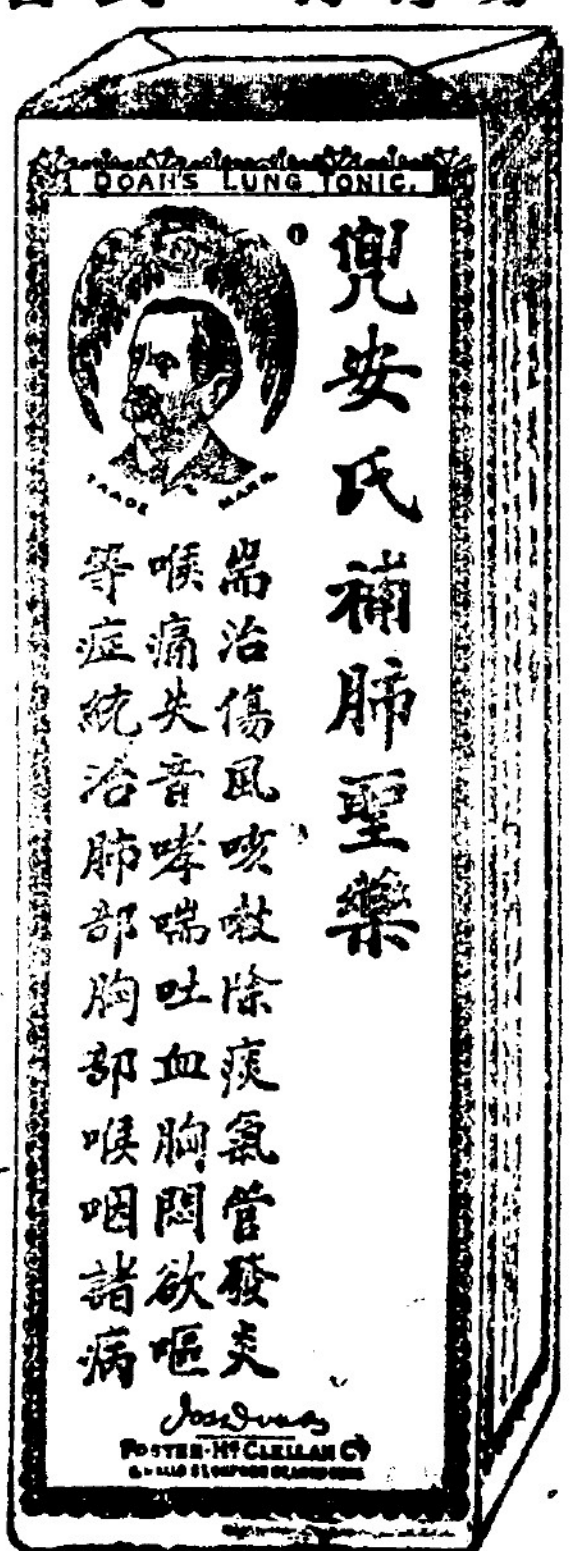 DOAN'S LUNG TONIC.
TRADE MARK
兜安氏補肺聖藥
耑治傷風咳嗽除痰氣管發炎
喉痛失音哮喘吐血胸悶欲嘔
等症統治肺部胸部喉咽諸病
FOSTER-McCLELLAN Co